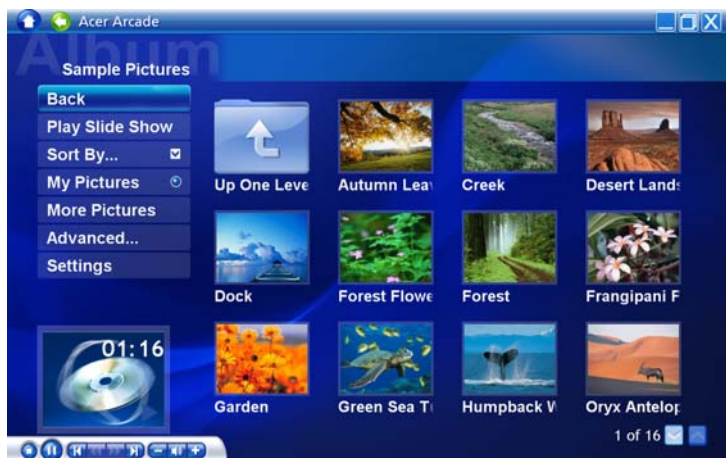 Acer Arcade
Album
Sample Pictures
Back
Play Slide Show
Sort By...
My Pictures
More Pictures
Advanced...
Settings
Up One Leve
Autumn Leav
Creek
Desert Lands
Dock
Forest Flowe
Forest
Frangipani F
Garden
Green Sea T
Humpback W
Oryx Antelop
01:16
1 of 16